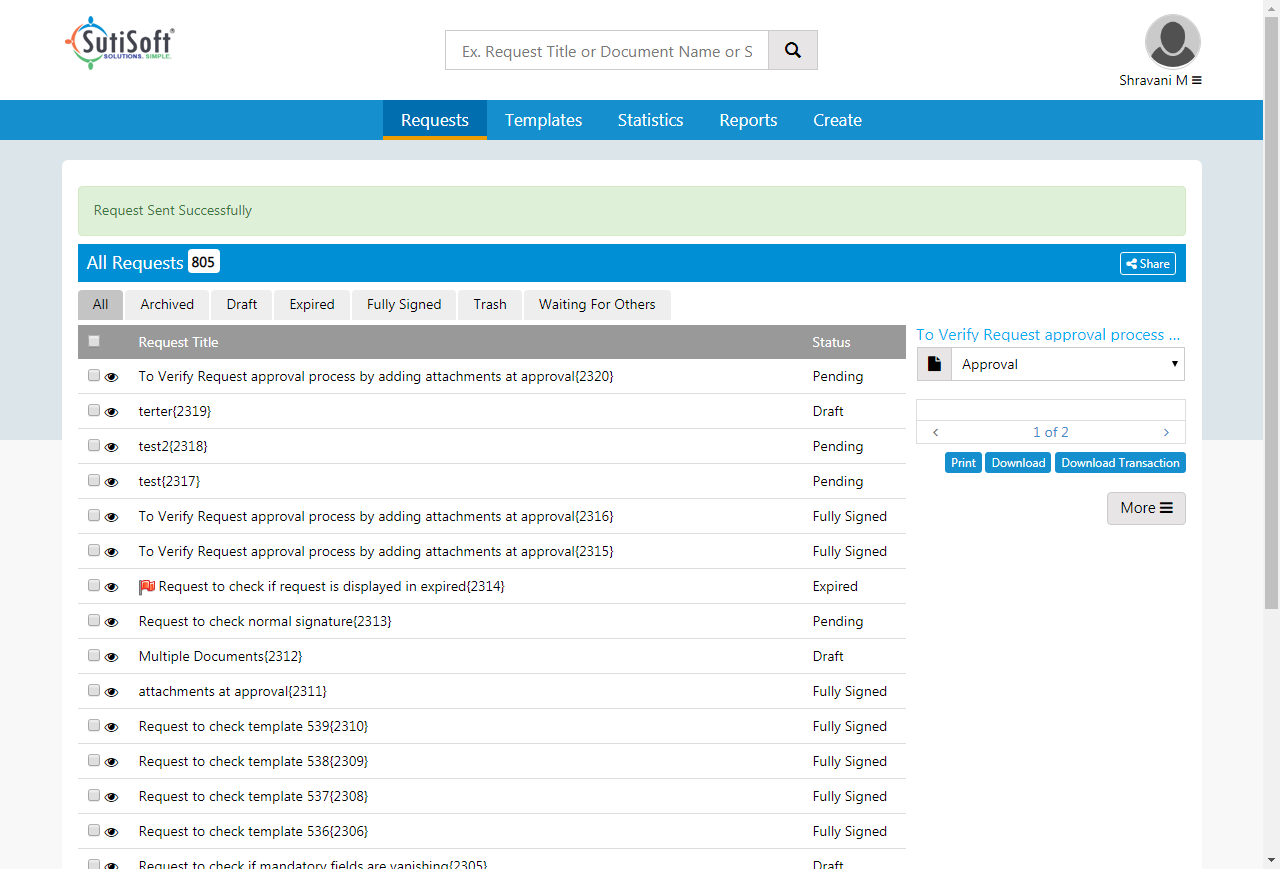 SutiSoft®
SOLUTIONS. SIMPLE.
Ex. Request Title or Document Name or S
Shravani M
Requests Templates Statistics Reports Create
Request Sent Successfully
All Requests 805 Share
All Archived Draft Expired Fully Signed Trash Waiting For Others
Request Title Status
To Verify Request approval process by adding attachments at approval{2320} Pending
terter{2319} Draft
test2{2318} Pending
test{2317} Pending
To Verify Request approval process by adding attachments at approval{2316} Fully Signed
To Verify Request approval process by adding attachments at approval{2315} Fully Signed
Request to check if request is displayed in expired{2314} Expired
Request to check normal signature{2313} Pending
Multiple Documents{2312} Draft
attachments at approval{2311} Fully Signed
Request to check template 539{2310} Fully Signed
Request to check template 538{2309} Fully Signed
Request to check template 537{2308} Fully Signed
Request to check template 536{2306} Fully Signed
Request to check if mandatory fields are vanishing{2305} Draft
To Verify Request approval process ...
Approval
1 of 2
Print Download Download Transaction
More